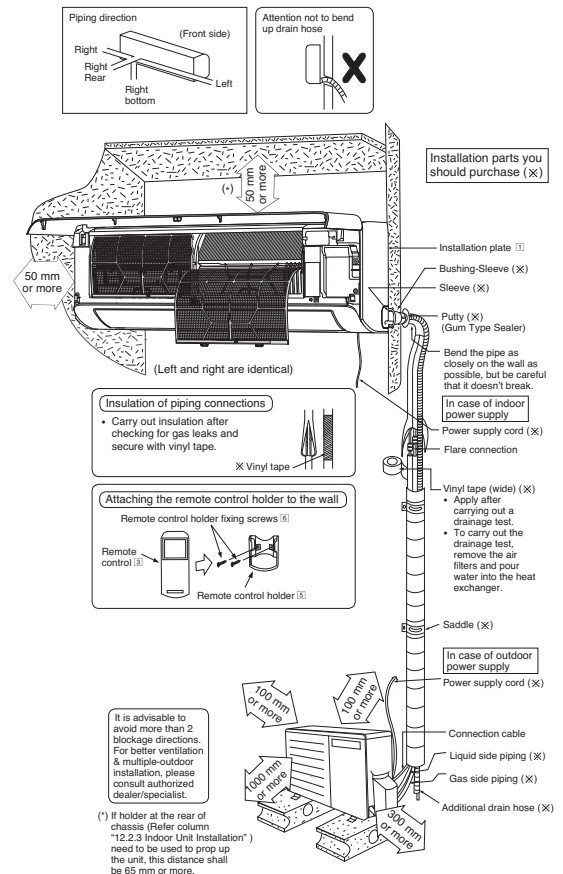 Piping direction
(Front side)
Right
Right
Rear
Right
bottom
Left
Attention not to bend
up drain hose
Installation parts you
should purchase (※)
(*)
50 mm
or more
50 mm
or more
Installation plate 1
Bushing-Sleeve (※)
Sleeve (※)
Putty (※)
(Gum Type Sealer)
Bend the pipe as
closely on the wall as
possible, but be careful
that it doesn't break.
(Left and right are identical)
In case of indoor
power supply
Power supply cord (※)
Flare connection
Insulation of piping connections
• Carry out insulation after
checking for gas leaks and
secure with vinyl tape.
※ Vinyl tape
Vinyl tape (wide) (※)
• Apply after
carrying out a
drainage test.
• To carry out the
drainage test,
remove the air
filters and pour
water into the heat
exchanger.
Attaching the remote control holder to the wall
Remote control holder fixing screws 6
Remote
control 3
Remote control holder 5
Saddle (※)
In case of outdoor
power supply
Power supply cord (※)
100 mm
or more
100 mm
or more
1000 mm
or more
300 mm
or more
Connection cable
Liquid side piping (※)
Gas side piping (※)
Additional drain hose (※)
It is advisable to
avoid more than 2
blockage directions.
For better ventilation
& multiple-outdoor
installation, please
consult authorized
dealer/specialist.
(*) If holder at the rear of
chassis (Refer column
"12.2.3 Indoor Unit Installation" )
need to be used to prop up
the unit, this distance shall
be 65 mm or more.